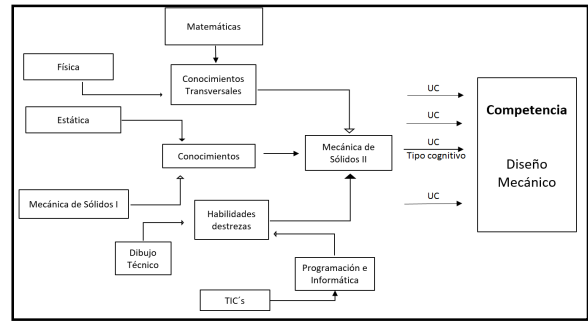 Matemáticas
Física
Conocimientos
Transversales
UC
Competencia
Estática
UC
Conocimientos
Mecánica de
Sólidos II
UC
Tipo cognitivo
Diseño
Mecánico
Mecánica de Sólidos I
Habilidades
destrezas
UC
Dibujo
Técnico
Programación e
Informática
TIC´s